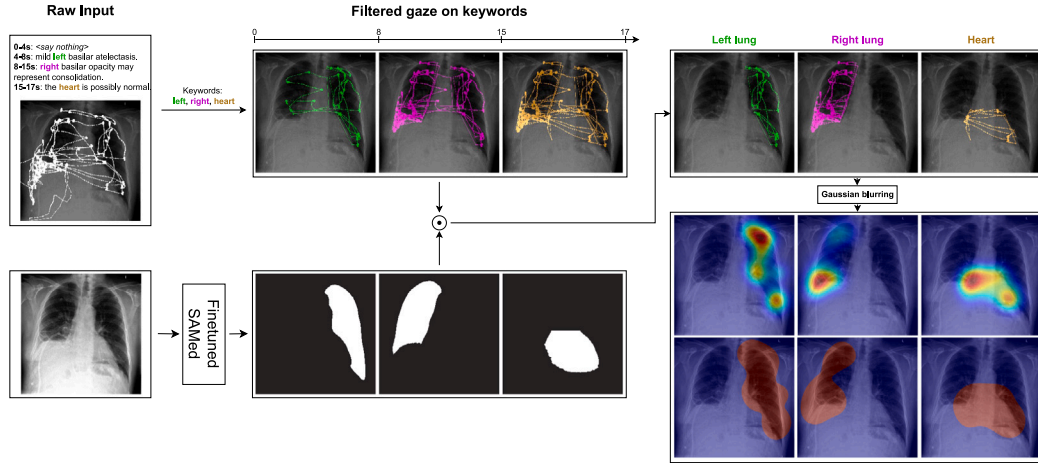 Raw Input
Filtered gaze on keywords
0-4s: <say nothing>
4-8s: mild left basilar atelectasis.
8-15s: right basilar opacity may
represent consolidation.
15-17s: the heart is possibly normal.
0
8
15
17
Keywords:
left, right, heart
Left lung
Right lung
Heart
Gaussian blurring
Finetuned
SAMed